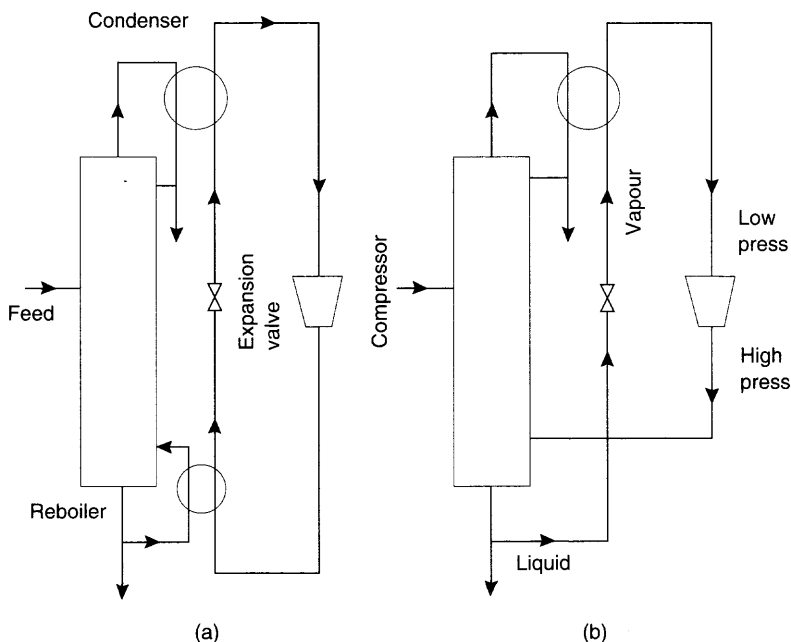 Condenser
Feed
Expansion
valve
Reboiler
(a)
Compressor
Vapour
Low
press
High
press
Liquid
(b)